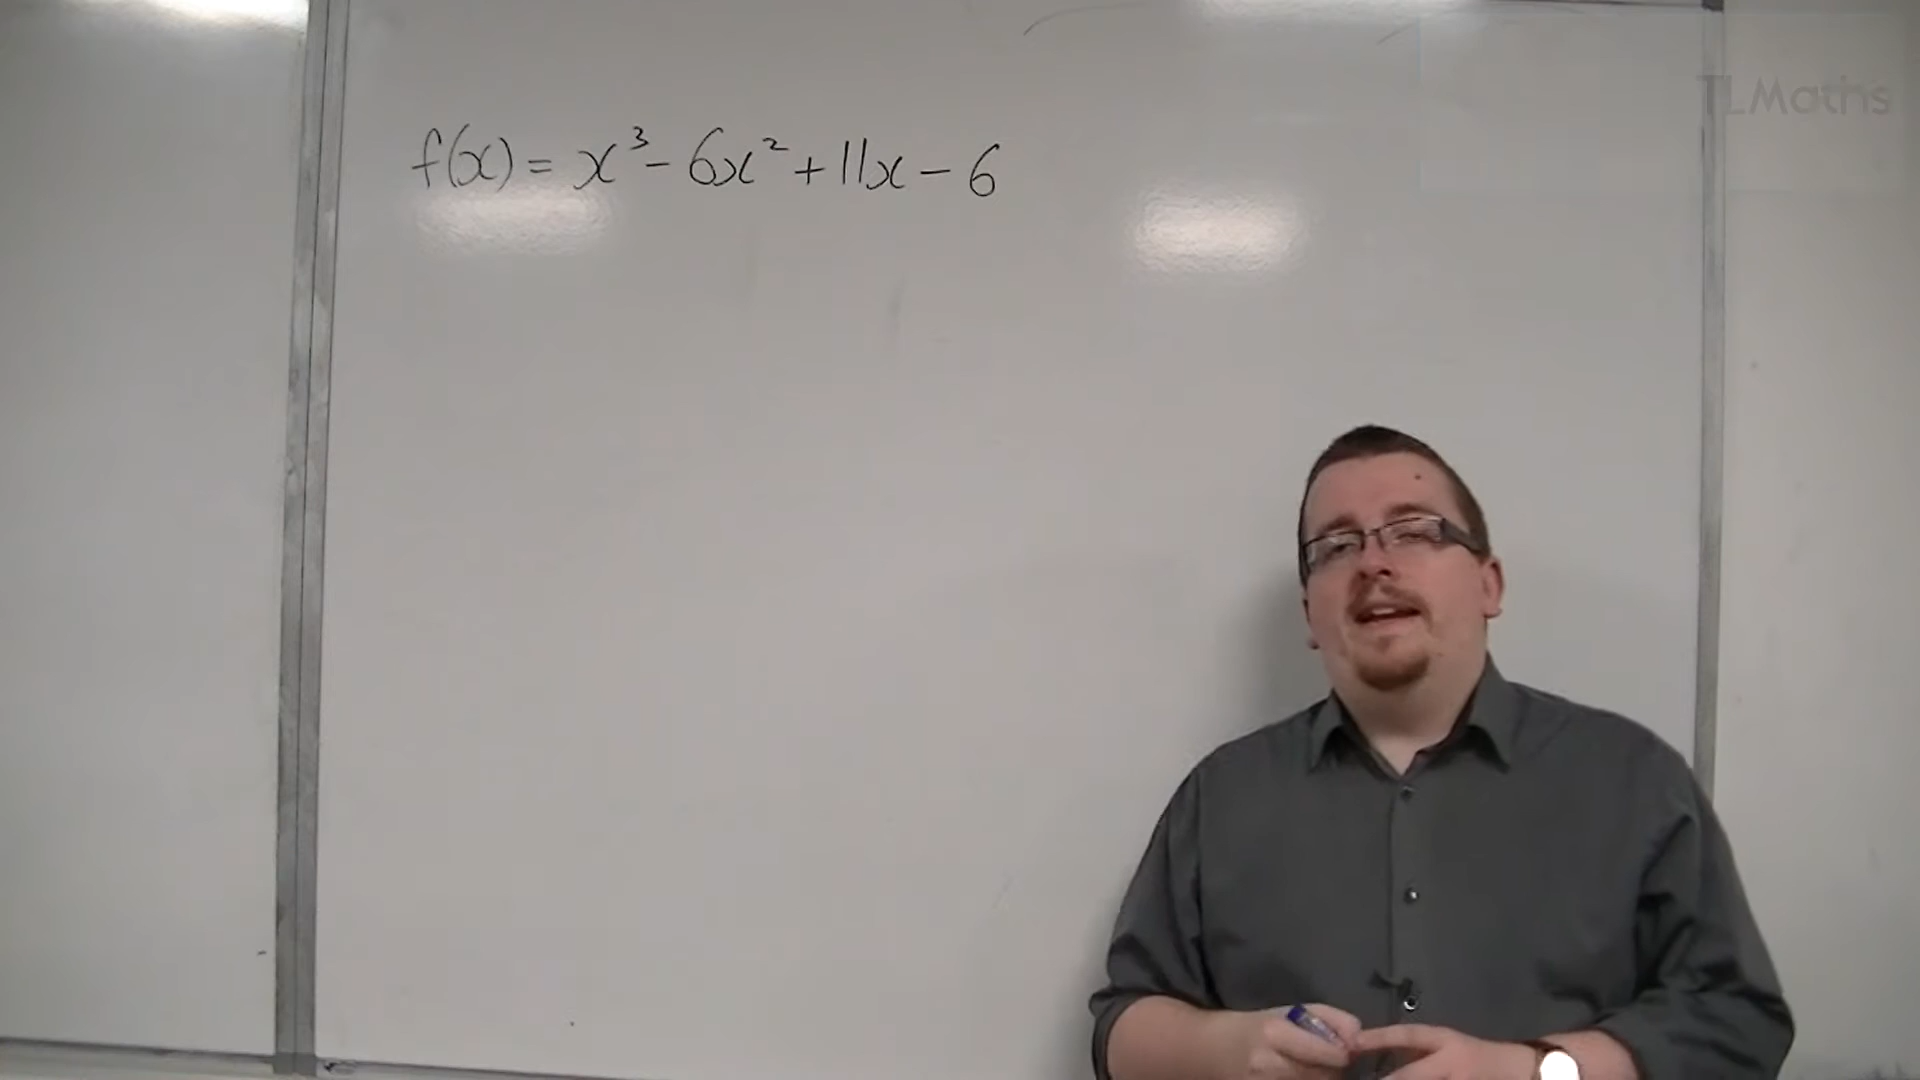 TLMaths
f(x) = x³ - 6x² + 11x - 6